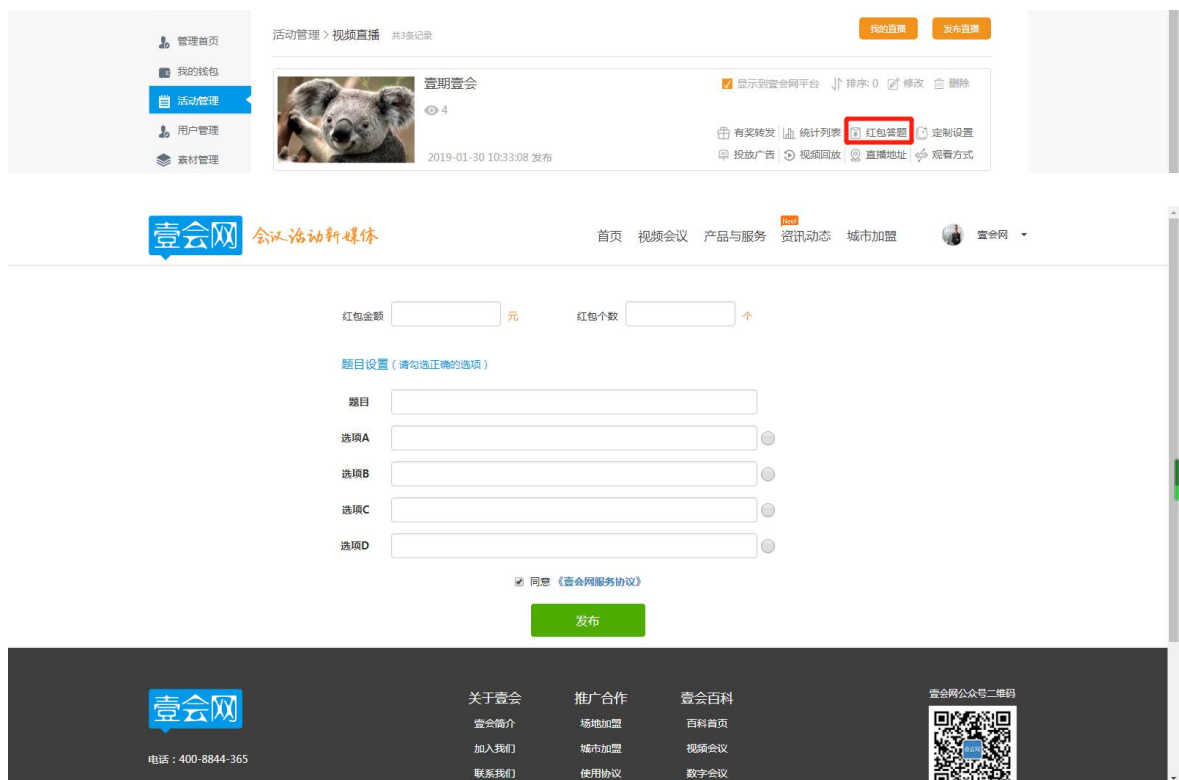 管理首页
我的钱包
活动管理
用户管理
素材管理
活动管理 > 视频直播 共3条记录
我的直播 发布直播
壹期壹会
4
2019-01-30 10:33:08 发布
显示到壹会网平台 排序: 0 修改 删除
有奖转发 统计列表 红包答题 定制设置
投放广告 视频回放 直播地址 观看方式
壹会网 会议活动新媒体
首页 视频会议 产品与服务 New! 资讯动态 城市加盟 壹会网
红包金额 元 红包个数 个
题目设置 ( 请勾选正确的选项 )
题目
选项A
选项B
选项C
选项D
同意 《壹会网服务协议》
发布
壹会网
电话：400-8844-365
关于壹会 推广合作 壹会百科
壹会简介 场地加盟 百科首页
加入我们 城市加盟 视频会议
联系我们 使用协议 数字会议
壹会网公众号二维码
壹会网